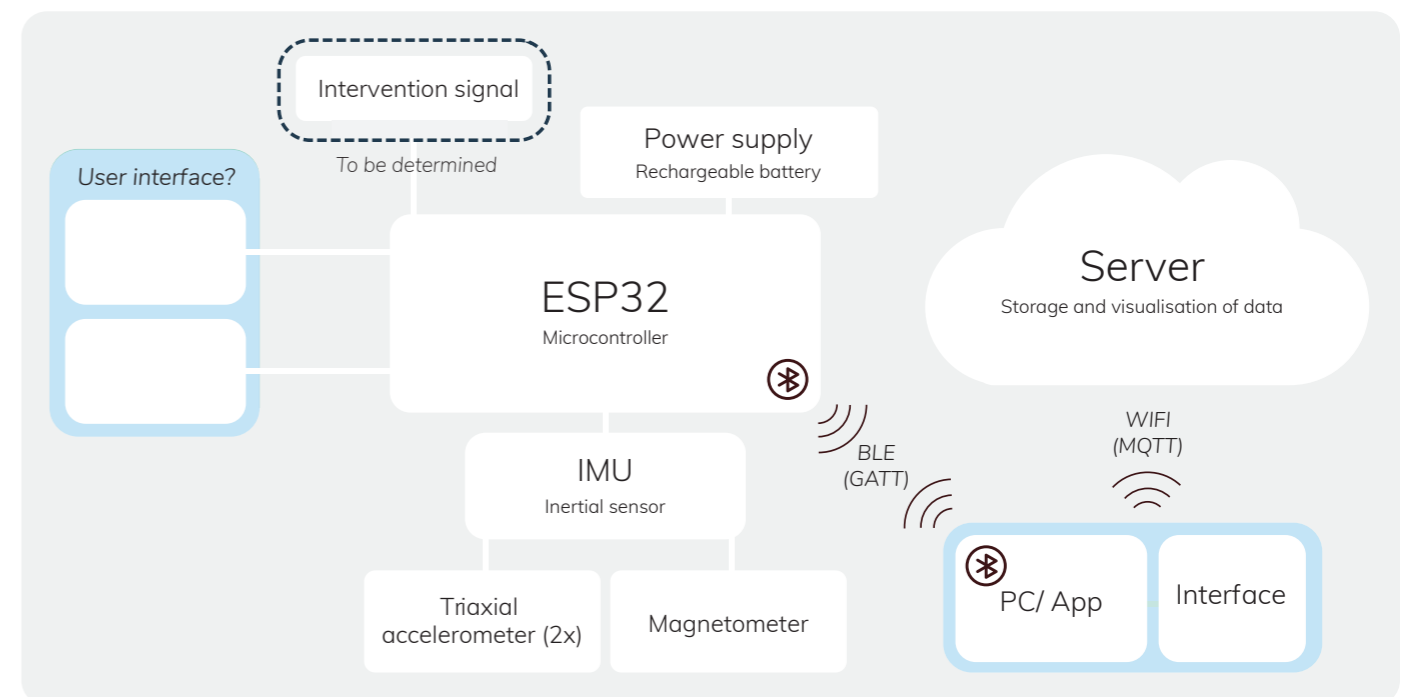 Intervention signal
To be determined
User interface?
Power supply
Rechargeable battery
ESP32
Microcontroller
Server
Storage and visualisation of data
WIFI
(MQTT)
BLE
(GATT)
IMU
Inertial sensor
Triaxial
accelerometer (2x)
Magnetometer
PC/ App
Interface